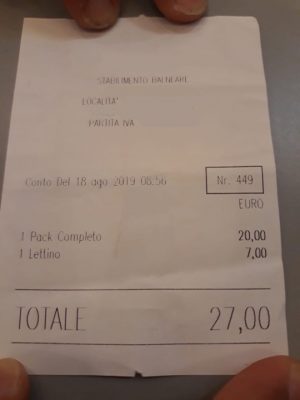 STABILIMENTO BALNEARE
LOCALITA'
PARTITA IVA
Conto Del 18 ago 2019 08:56 Nr. 449
EURO
1 Pack Completo 20,00
1 Lettino 7,00
TOTALE 27,00